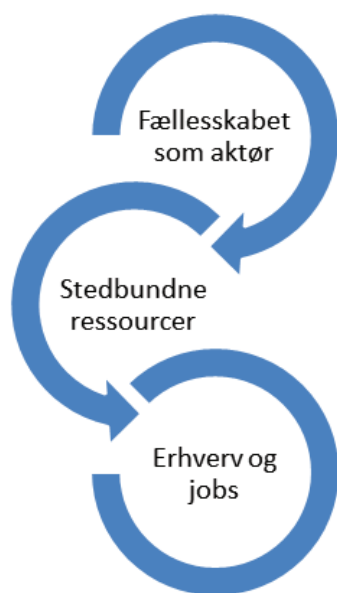 Fællesskabet
som aktør
Stedbundne
ressourcer
Erhverv og
jobs